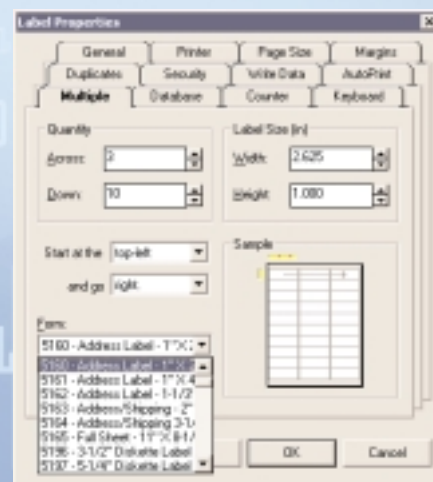 Label Properties
General Printer Page Size Margins
Duplicates Security Write Data AutoPrint
Multiple Database Counter Keyboard
Quantity
Across: 3
Down: 10
Label Size (in)
Width: 2.625
Height: 1.000
Start at the top-left
and go right
Sample
Form:
5160 - Address Label - 1" X 2
5160 - Address Label - 1" X
5161 - Address Label - 1" X 4
5162 - Address Label - 1-1/3"
5163 - Address/Shipping - 2"
5164 - Address/Shipping 3-1/
5165 - Full Sheet - 11" X 8-1/
5196 - 3-1/2" Diskette Label
5197 - 5-1/4" Diskette Label
OK Cancel